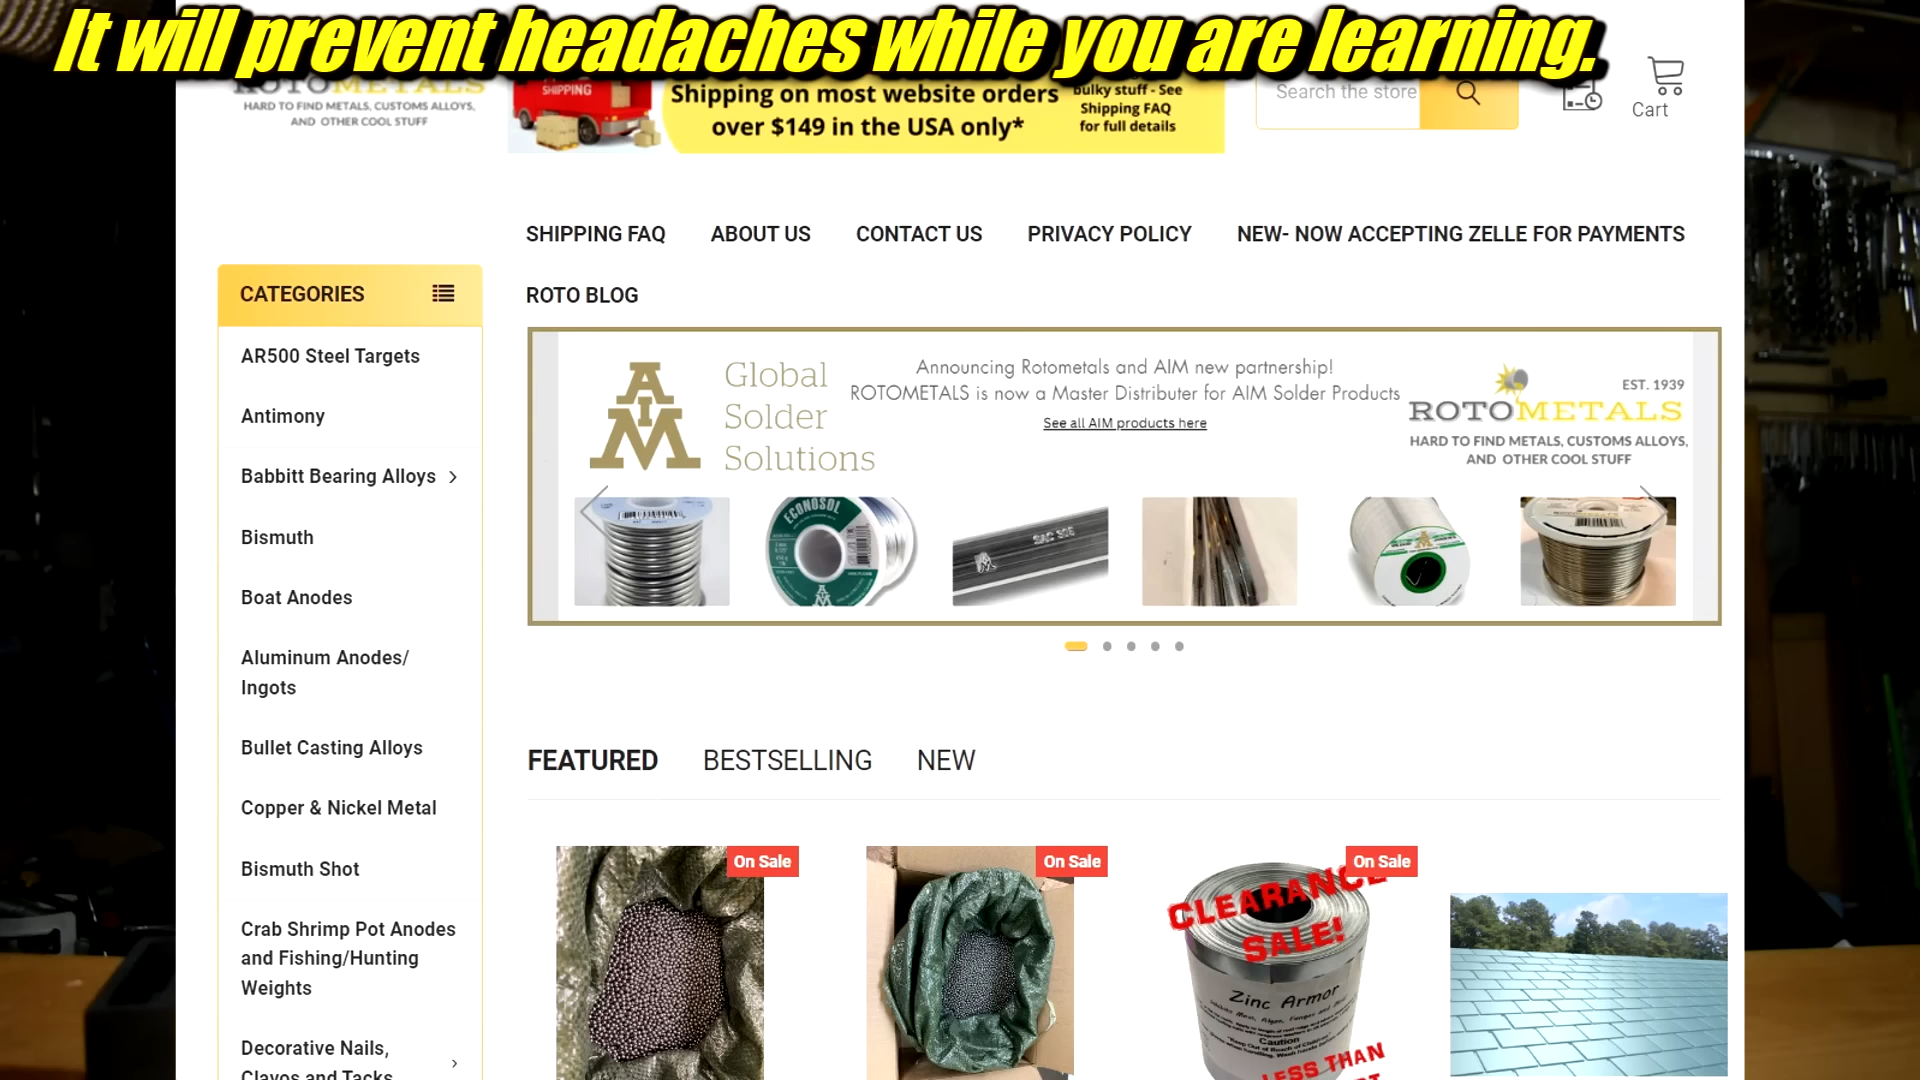 It will prevent headaches while you are learning.
ROTOMETALS
HARD TO FIND METALS, CUSTOMS ALLOYS,
AND OTHER COOL STUFF
SHIPPING
Shipping on most website orders
over $149 in the USA only*
bulky stuff - See
Shipping FAQ
for full details
Search the store
Cart
SHIPPING FAQ
ABOUT US
CONTACT US
PRIVACY POLICY
NEW- NOW ACCEPTING ZELLE FOR PAYMENTS
ROTO BLOG
CATEGORIES
AR500 Steel Targets
Antimony
Babbitt Bearing Alloys
Bismuth
Boat Anodes
Aluminum Anodes/
Ingots
Bullet Casting Alloys
Copper & Nickel Metal
Bismuth Shot
Crab Shrimp Pot Anodes
and Fishing/Hunting
Weights
Decorative Nails,
Clavos and Tacks
AIM
Global
Solder
Solutions
Announcing Rotometals and AIM new partnership!
ROTOMETALS is now a Master Distributer for AIM Solder Products
See all AIM products here
EST. 1939
ROTOMETALS
HARD TO FIND METALS, CUSTOMS ALLOYS,
AND OTHER COOL STUFF
ECONOSOL
SAC 305
FEATURED
BESTSELLING
NEW
On Sale
On Sale
On Sale
CLEARANCE
SALE!
Zinc Armor
Caution
LESS THAN